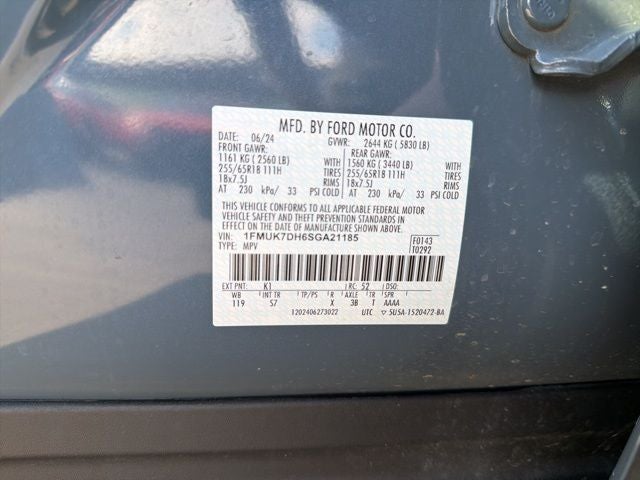 MFD. BY FORD MOTOR CO.
DATE: 06/24 GVWR: 2644 KG ( 5830 LB)
FRONT GAWR: REAR GAWR:
1161 KG ( 2560 LB) WITH 1560 KG ( 3440 LB) WITH
255/65R18 111H TIRES 255/65R18 111H TIRES
18x7.5J RIMS 18x7.5J RIMS
AT 230 kPa/ 33 PSI COLD AT 230 kPa/ 33 PSI COLD
THIS VEHICLE CONFORMS TO ALL APPLICABLE FEDERAL MOTOR
VEHICLE SAFETY AND THEFT PREVENTION STANDARDS IN
EFFECT ON THE DATE OF MANUFACTURE SHOWN ABOVE.
VIN: 1FMUK7DH6SGA21185 F0143
TYPE: MPV T0292
EXT PNT: K1 RC: 52 DSO:
WB INT TR TP/PS R AXLE TR SPR
119 S7 X 3B T AAAA
1202406273022 UTC 5U5A-1520472-BA